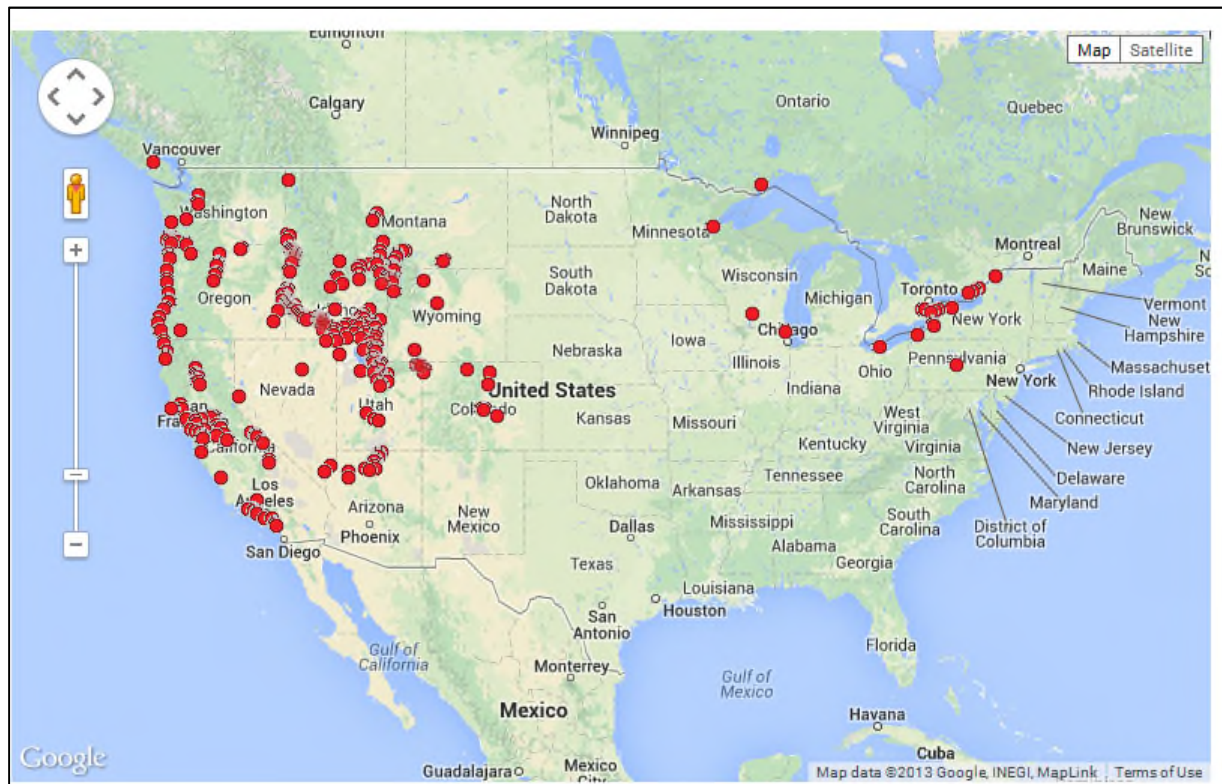 Edmonton
Map
Satellite
Calgary
Ontario
Quebec
Winnipeg
Vancouver
Washington
Montana
North
Dakota
Minnesota
New
Brunswick
Montreal
Maine
Oregon
South
Dakota
Wisconsin
Michigan
Toronto
Vermont
New
Hampshire
Wyoming
New York
Iowa
Chicago
Illinois
Nebraska
Ohio
Pennsylvania
Massachuset
New York
Rhode Island
Nevada
Utah
United States
Indiana
Kansas
Missouri
West
Virginia
Connecticut
Kentucky
Virginia
New Jersey
California
Los
Angeles
Tennessee
Delaware
Oklahoma
Arkansas
North
Carolina
Maryland
Arizona
New
Mexico
Phoenix
San Diego
Dallas
Mississippi
South
Carolina
District of
Columbia
Alabama
Texas
Georgia
Louisiana
Houston
San
Antonio
Gulf of
California
Florida
Monterrey
Gulf of
Mexico
Mexico
Havana
Cuba
Google
Guadalajara
Mexico
City
Map data ©2013 Google, INEGI, MapLink
Terms of Use